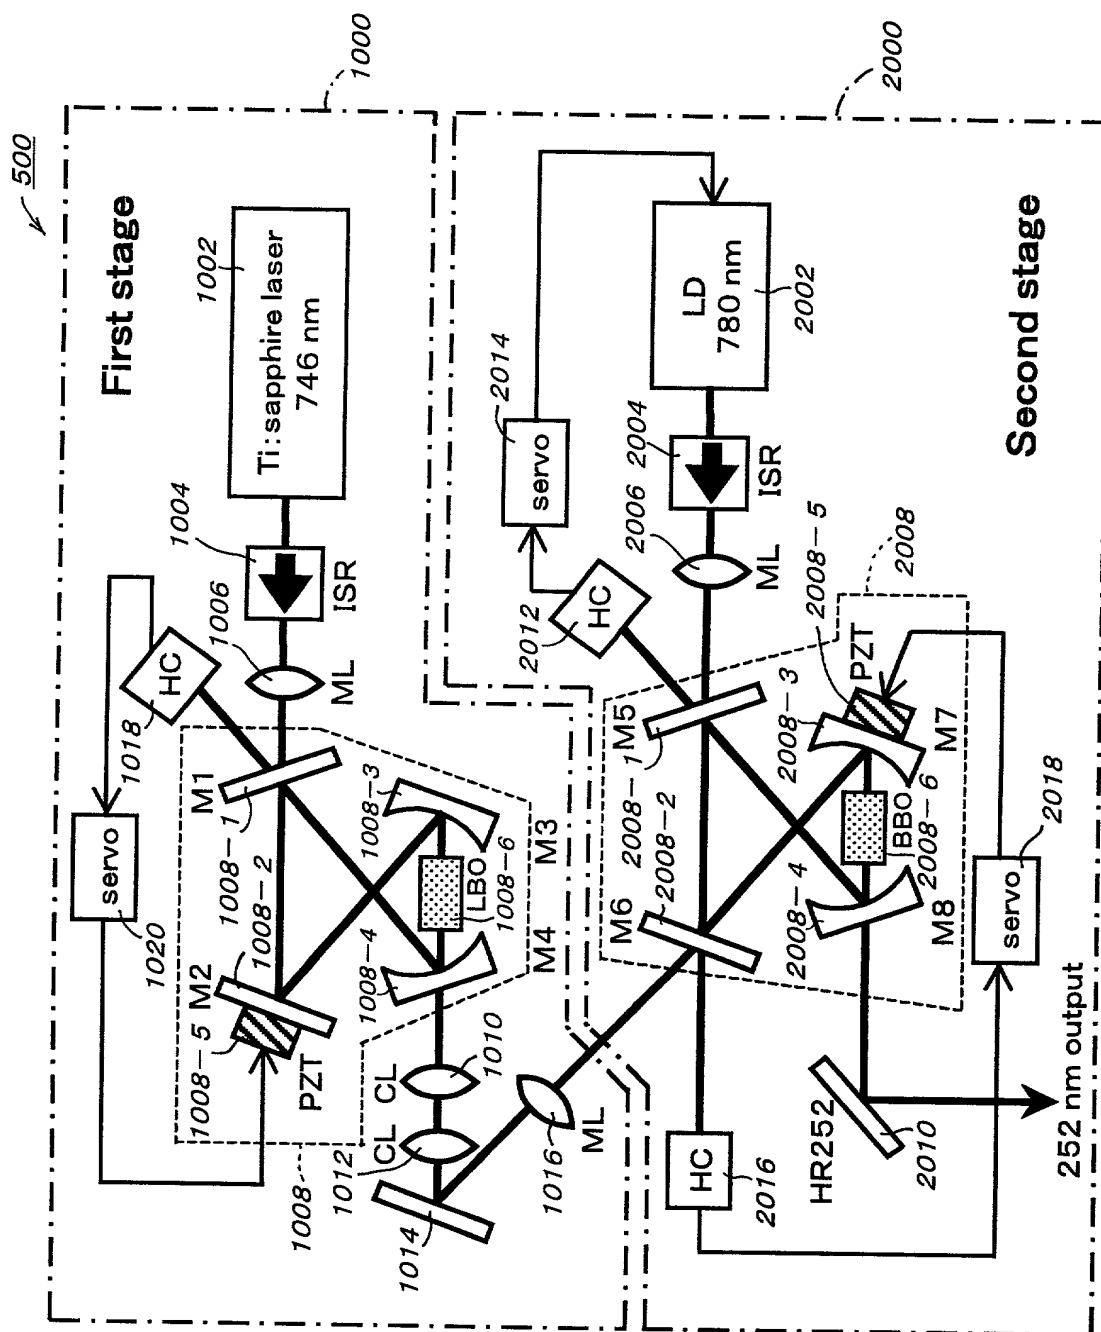 500
1000
First stage
1002
Ti:sapphire laser
746 nm
1004
ISR
1006
ML
HC
1018
servo
1020
M1
1008-1
1008-2
M2
1008-5
PZT
1008-3
M3
LBO
1008-6
1008-4
M4
1008
CL
1010
CL
1012
1014
1016
ML
2000
Second stage
LD
780 nm
2002
2004
ISR
2006
ML
2014
servo
HC
2012
M5
2008-1
M6
2008-2
2008
2008-5
PZT
2008-3
M7
BBO
2008-6
2008-4
M8
servo
2018
HC
2016
HR252
2010
252 nm output